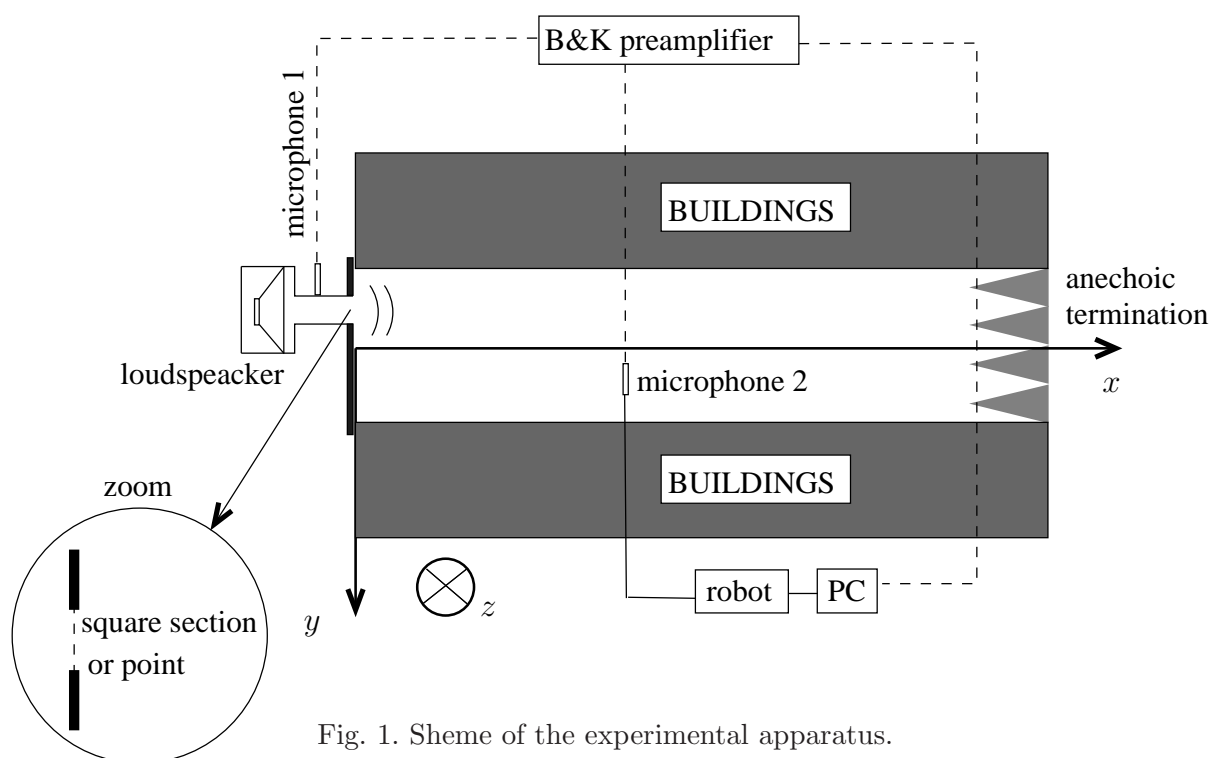 B&K preamplifier
microphone 1
BUILDINGS
anechoic
termination
loudspeacker
microphone 2
x
BUILDINGS
zoom
robot
PC
z
y
square section
or point
Fig. 1. Sheme of the experimental apparatus.